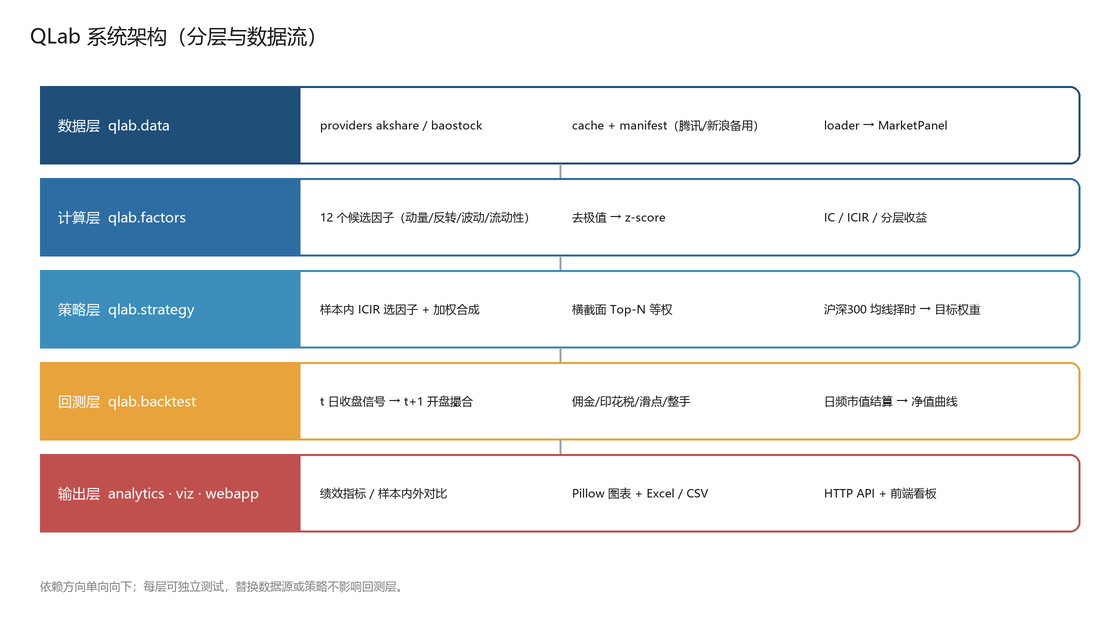 QLab 系统架构（分层与数据流）
数据层 qlab.data
providers akshare / baostock
cache + manifest（腾讯/新浪备用）
loader → MarketPanel
计算层 qlab.factors
12 个候选因子（动量/反转/波动/流动性）
去极值 → z-score
IC / ICIR / 分层收益
策略层 qlab.strategy
样本内 ICIR 选因子 + 加权合成
横截面 Top-N 等权
沪深300 均线择时 → 目标权重
回测层 qlab.backtest
t 日收盘信号 → t+1 开盘撮合
佣金/印花税/滑点/整手
日频市值结算 → 净值曲线
输出层 analytics · viz · webapp
绩效指标 / 样本内外对比
Pillow 图表 + Excel / CSV
HTTP API + 前端看板
依赖方向单向向下；每层可独立测试，替换数据源或策略不影响回测层。